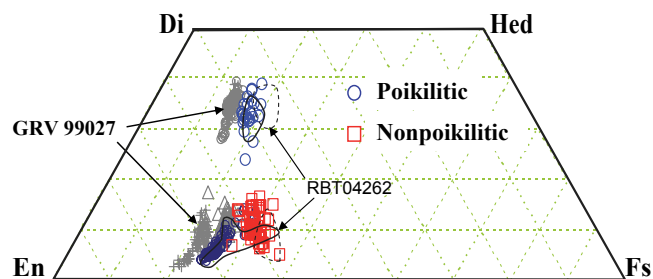 Di Hed
Poikilitic
GRV 99027
Nonpoikilitic
RBT04262
En Fs